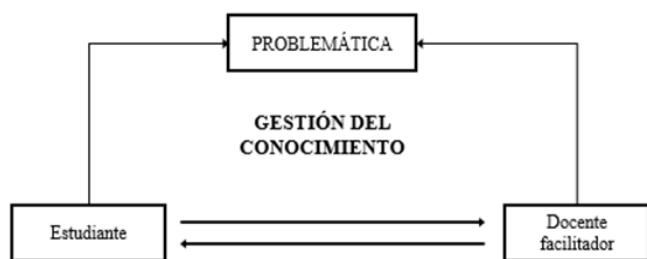 PROBLEMÁTICA
GESTIÓN DEL
CONOCIMIENTO
Estudiante
Docente
facilitador